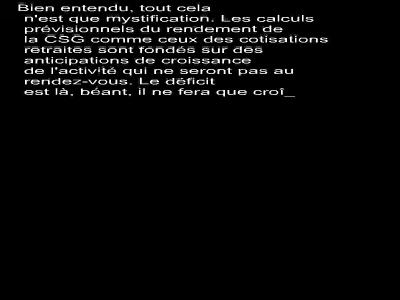 Bien entendu, tout cela
n'est que mystification. Les calculs
prévisionnels du rendement de
la CSG comme ceux des cotisations
retraites sont fondés sur des
anticipations de croissance
de l'activité qui ne seront pas au
rendez-vous. Le déficit
est là, béant, il ne fera que croî_